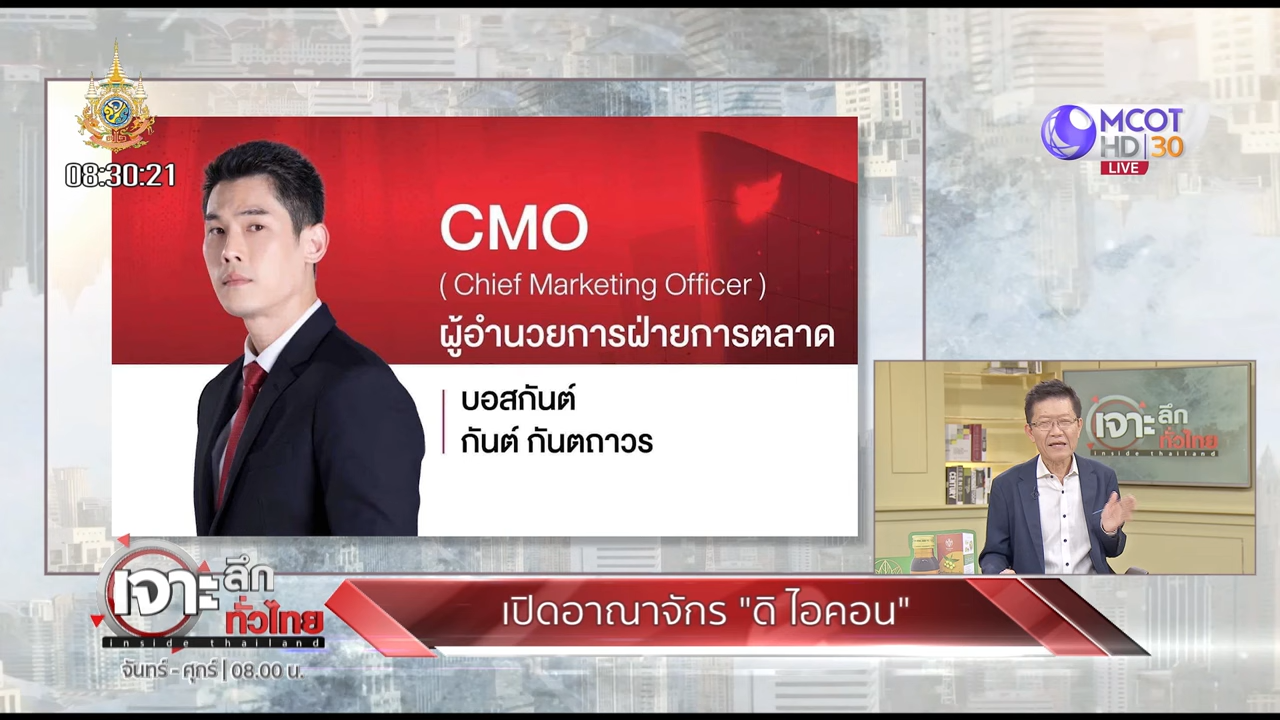 08:30:21
MCOT
HD 30
LIVE
CMO
( Chief Marketing Officer )
ผู้อำนวยการฝ่ายการตลาด
บอสกันต์
กันต์ กันตถาวร
เจาะลึก
ทั่วไทย
inside thailand
เจาะลึก
ทั่วไทย
inside thailand
จันทร์ - ศุกร์ | 08.00 น.
เปิดอาณาจักร "ดิ ไอคอน"